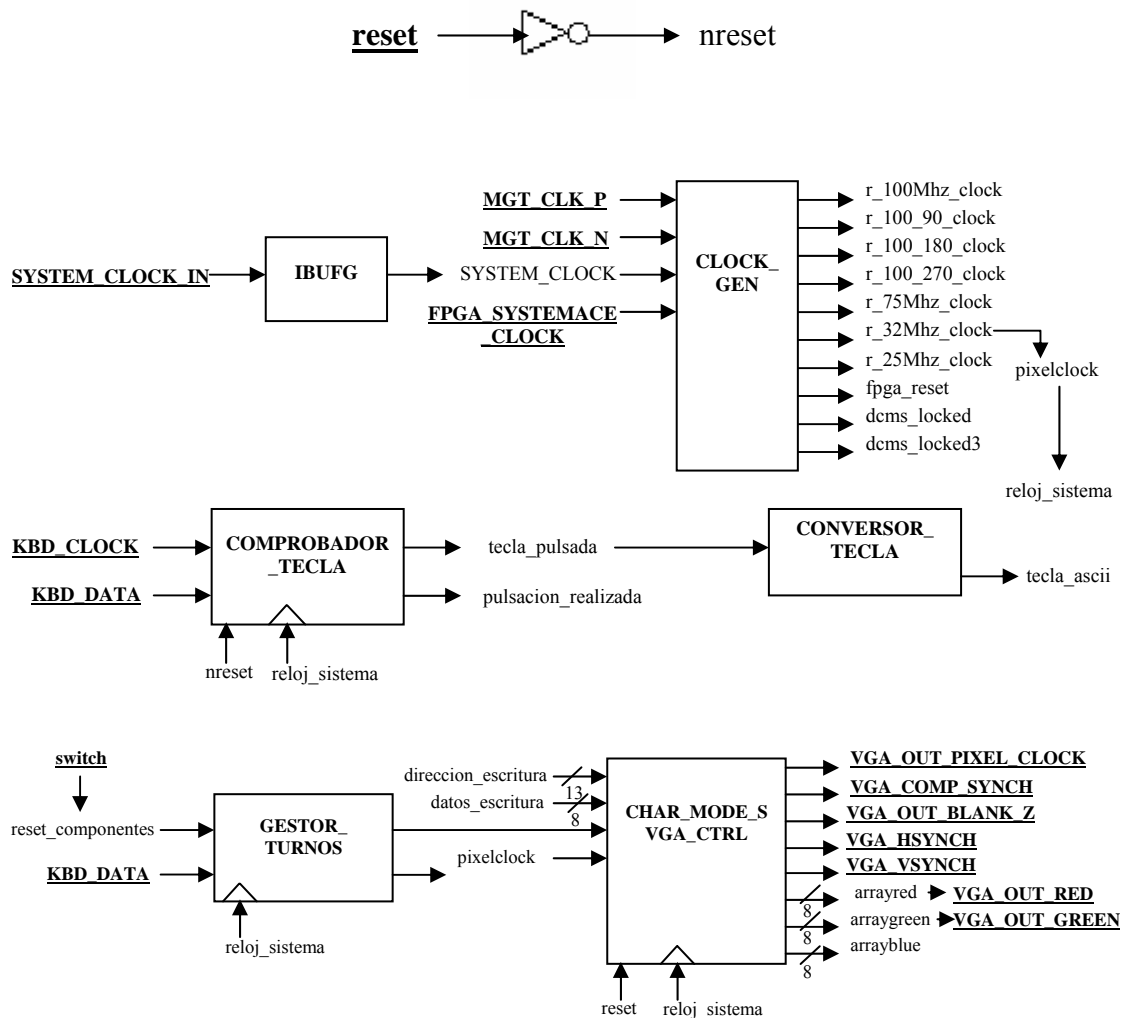 reset
nreset
MGT_CLK_P
MGT_CLK_N
SYSTEM_CLOCK_IN
IBUFG
SYSTEM_CLOCK
FPGA_SYSTEMACE
_CLOCK
CLOCK_
GEN
r_100Mhz_clock
r_100_90_clock
r_100_180_clock
r_100_270_clock
r_75Mhz_clock
r_32Mhz_clock
r_25Mhz_clock
fpga_reset
dcms_locked
dcms_locked3
pixelclock
reloj_sistema
KBD_CLOCK
KBD_DATA
COMPROBADOR
_TECLA
nreset
reloj_sistema
tecla_pulsada
pulsacion_realizada
CONVERSOR_
TECLA
tecla_ascii
switch
reset_componentes
KBD_DATA
GESTOR_
TURNOS
reloj_sistema
direccion_escritura
13
datos_escritura
8
pixelclock
CHAR_MODE_S
VGA_CTRL
reset
reloj_sistema
VGA_OUT_PIXEL_CLOCK
VGA_COMP_SYNCH
VGA_OUT_BLANK_Z
VGA_HSYNCH
VGA_VSYNCH
8
arrayred
VGA_OUT_RED
8
arraygreen
VGA_OUT_GREEN
8
arrayblue